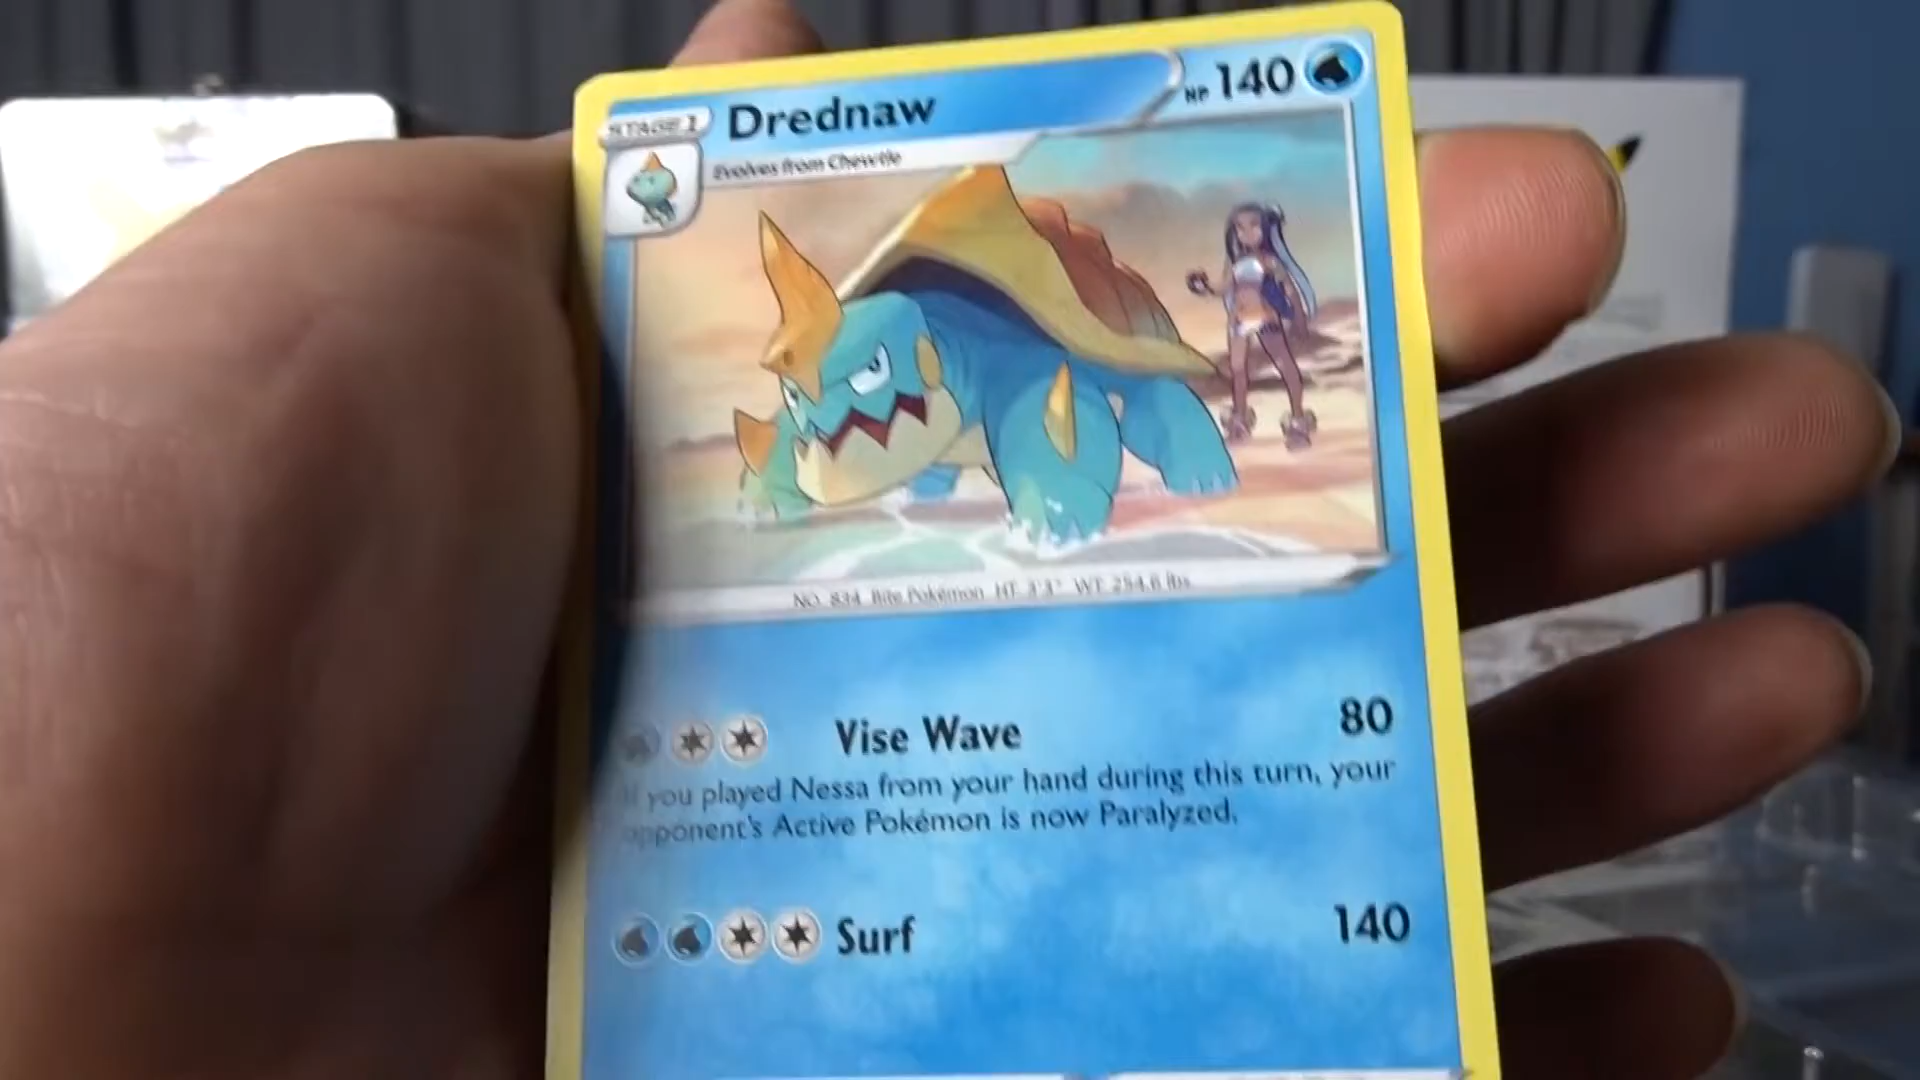 STAGE 1
Drednaw
HP 140
Evolves from Chewtle
NO. 834 Bite Pokémon HT. 3'3" WT. 254.6 lbs.
Vise Wave 80
If you played Nessa from your hand during this turn, your
opponent's Active Pokémon is now Paralyzed.
Surf 140